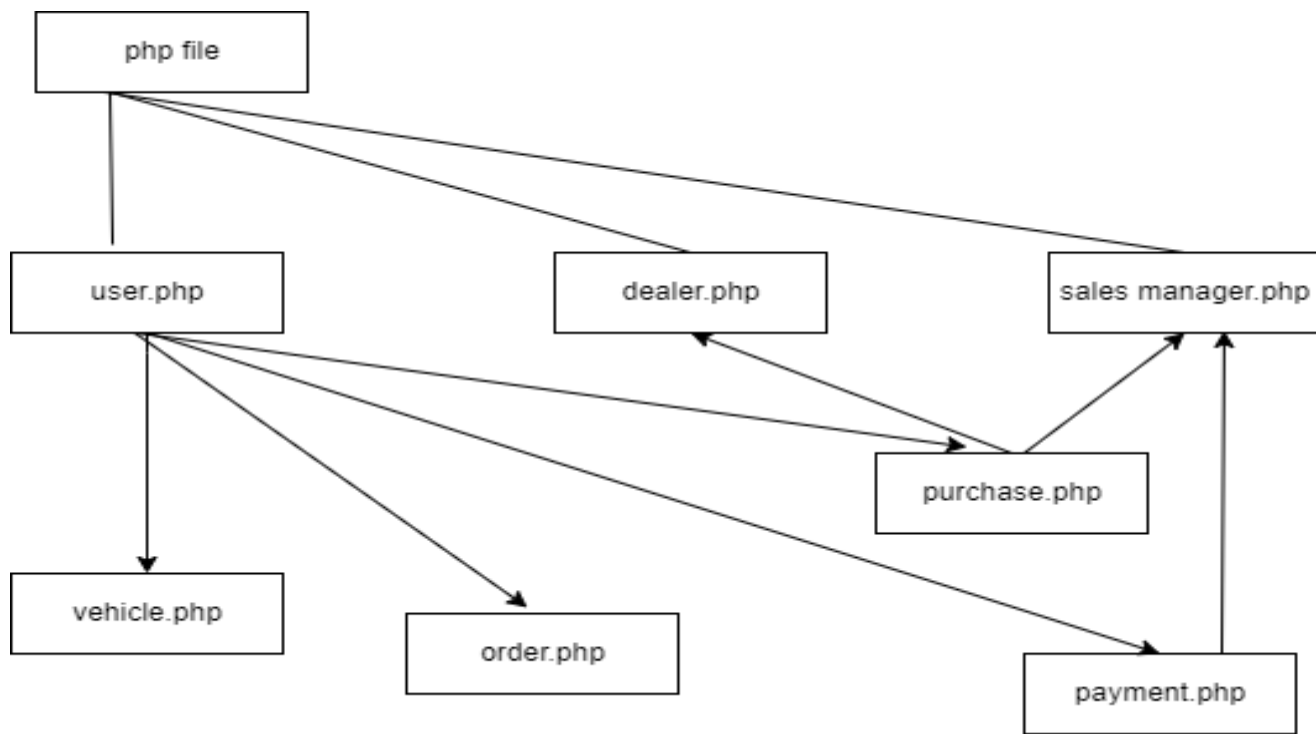 php file
user.php
dealer.php
sales manager.php
purchase.php
vehicle.php
order.php
payment.php